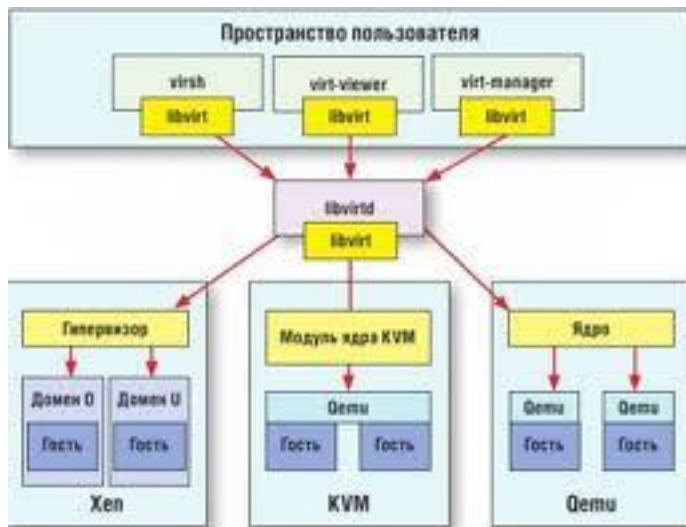 Пространство пользователя
virsh
virt-viewer
virt-manager
libvirt
libvirt
libvirt
libvirtd
libvirt
Гипервизор
Модуль ядра KVM
Ядро
Домен 0
Домен U
Qemu
Qemu
Qemu
Гость
Гость
Гость
Гость
Гость
Гость
Xen
KVM
Qemu